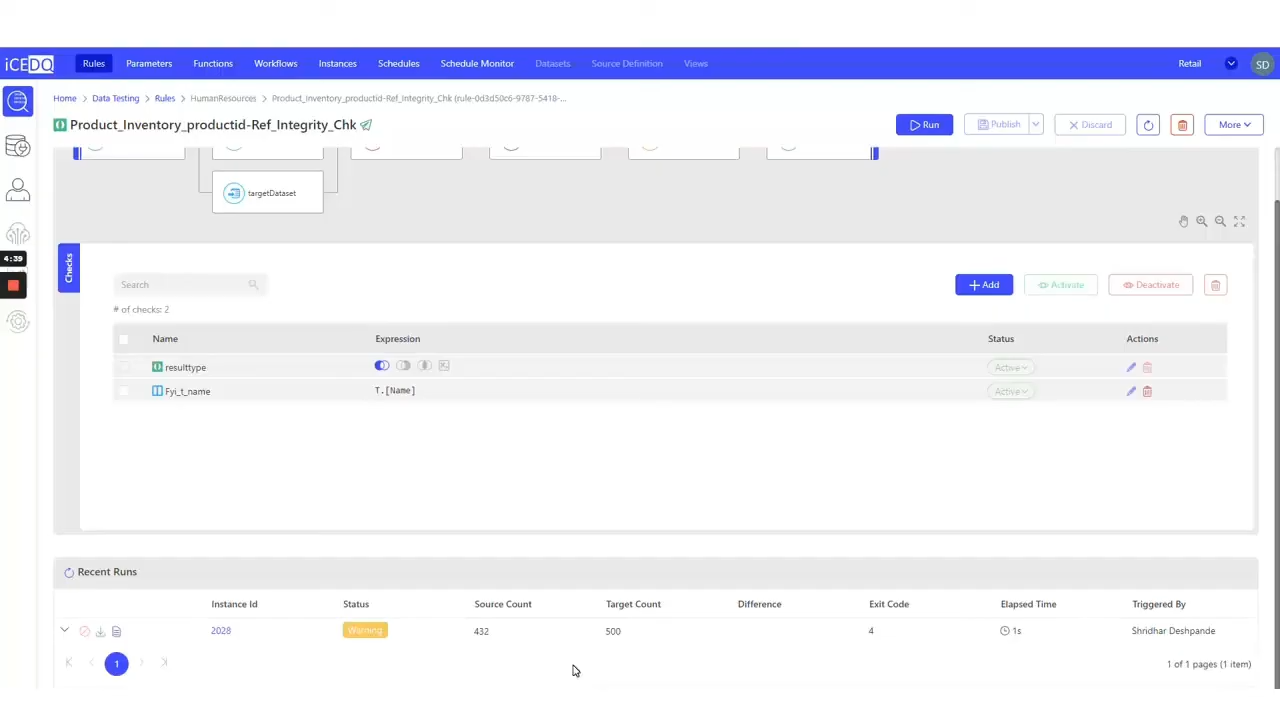 iCEDQ Rules Parameters Functions Workflows Instances Schedules Schedule Monitor Datasets Source Definition Views Retail SD
Home > Data Testing > Rules > HumanResources > Product_Inventory_productid-Ref_Integrity_Chk (rule-0d3d50c6-9787-5418-...
Product_Inventory_productid-Ref_Integrity_Chk Run Publish Discard More
targetDataset
Checks
4:39
Search Add Activate Deactivate
# of checks: 2
Name Expression Status Actions
resulttype Active
Fyi_t_name T.[Name] Active
Recent Runs
Instance Id Status Source Count Target Count Difference Exit Code Elapsed Time Triggered By
2028 Warning 432 500 4 1s Shridhar Deshpande
1 1 of 1 pages (1 item)